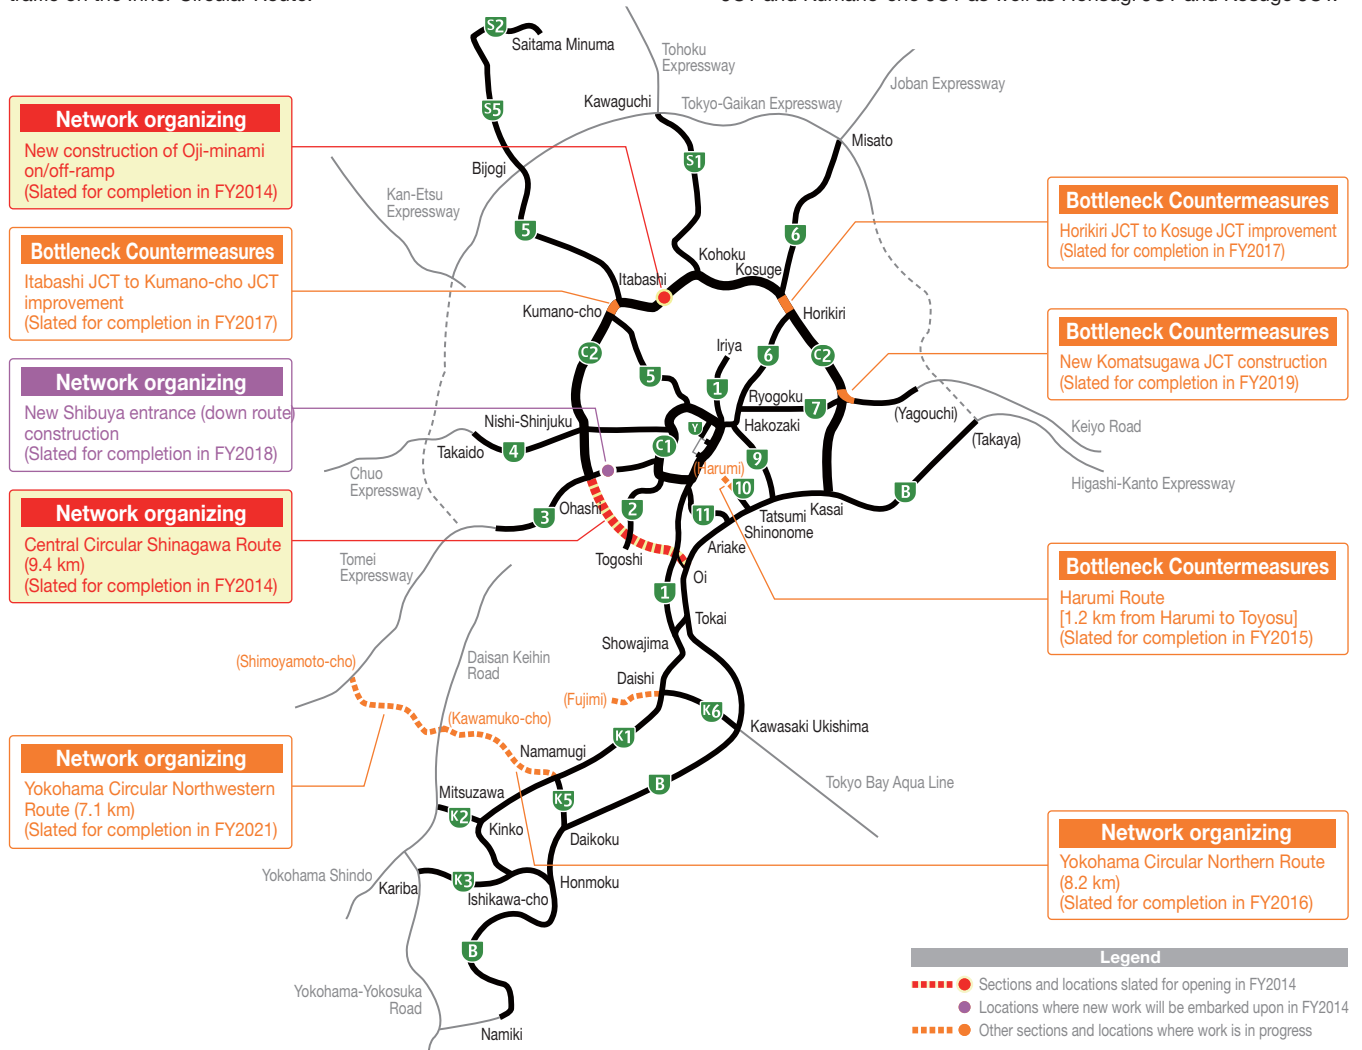 Saitama Minuma
S2
Tohoku
Expressway
Joban Expressway
Kawaguchi
Tokyo-Gaikan Expressway
S5
Misato
S1
Bijogi
Kan-Etsu
Expressway
5
6
Kohoku
Kosuge
Itabashi
Kumano-cho
Horikiri
C2
Iriya
6
C2
5
1
Ryogoku
7
(Yagouchi)
Nishi-Shinjuku
Y
Hakozaki
(Takaya)
Keiyo Road
Takaido
4
C1
9
Chuo
Expressway
(Harumi)
10
B
Higashi-Kanto Expressway
3
Ohashi
2
11
Tatsumi
Kasai
Shinonome
Ariake
Togoshi
Tomei
Expressway
Oi
1
Tokai
Showajima
(Shimoyamoto-cho)
Daisan Keihin
Road
Daishi
(Fujimi)
K6
(Kawamuko-cho)
K1
Kawasaki Ukishima
Namamugi
Tokyo Bay Aqua Line
B
Mitsuzawa
K5
K2
Kinko
Daikoku
Yokohama Shindo
Kariba
K3
Honmoku
Ishikawa-cho
B
Yokohama-Yokosuka
Road
Namiki
Network organizing
New construction of Oji-minami
on/off-ramp
(Slated for completion in FY2014)
Bottleneck Countermeasures
Itabashi JCT to Kumano-cho JCT
improvement
(Slated for completion in FY2017)
Network organizing
New Shibuya entrance (down route)
construction
(Slated for completion in FY2018)
Network organizing
Central Circular Shinagawa Route
(9.4 km)
(Slated for completion in FY2014)
Network organizing
Yokohama Circular Northwestern
Route (7.1 km)
(Slated for completion in FY2021)
Bottleneck Countermeasures
Horikiri JCT to Kosuge JCT improvement
(Slated for completion in FY2017)
Bottleneck Countermeasures
New Komatsugawa JCT construction
(Slated for completion in FY2019)
Bottleneck Countermeasures
Harumi Route
[1.2 km from Harumi to Toyosu]
(Slated for completion in FY2015)
Network organizing
Yokohama Circular Northern Route
(8.2 km)
(Slated for completion in FY2016)
Legend
Sections and locations slated for opening in FY2014
Locations where new work will be embarked upon in FY2014
Other sections and locations where work is in progress